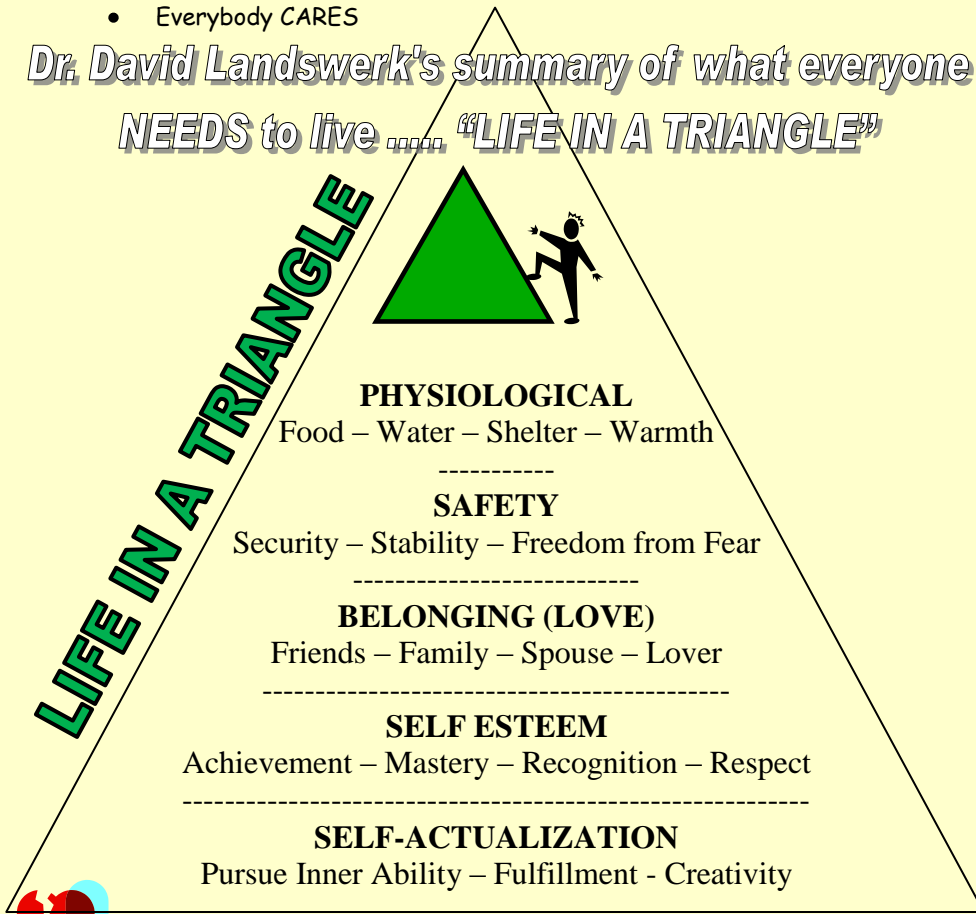 • Everybody CARES
Dr. David Landswerk's summary of what everyone
NEEDS to live ..... “LIFE IN A TRIANGLE”
LIFE IN A TRIANGLE
PHYSIOLOGICAL
Food – Water – Shelter – Warmth
-----------
SAFETY
Security – Stability – Freedom from Fear
---------------------------
BELONGING (LOVE)
Friends – Family – Spouse – Lover
--------------------------------------------
SELF ESTEEM
Achievement – Mastery – Recognition – Respect
-----------------------------------------------------------
SELF-ACTUALIZATION
Pursue Inner Ability – Fulfillment - Creativity